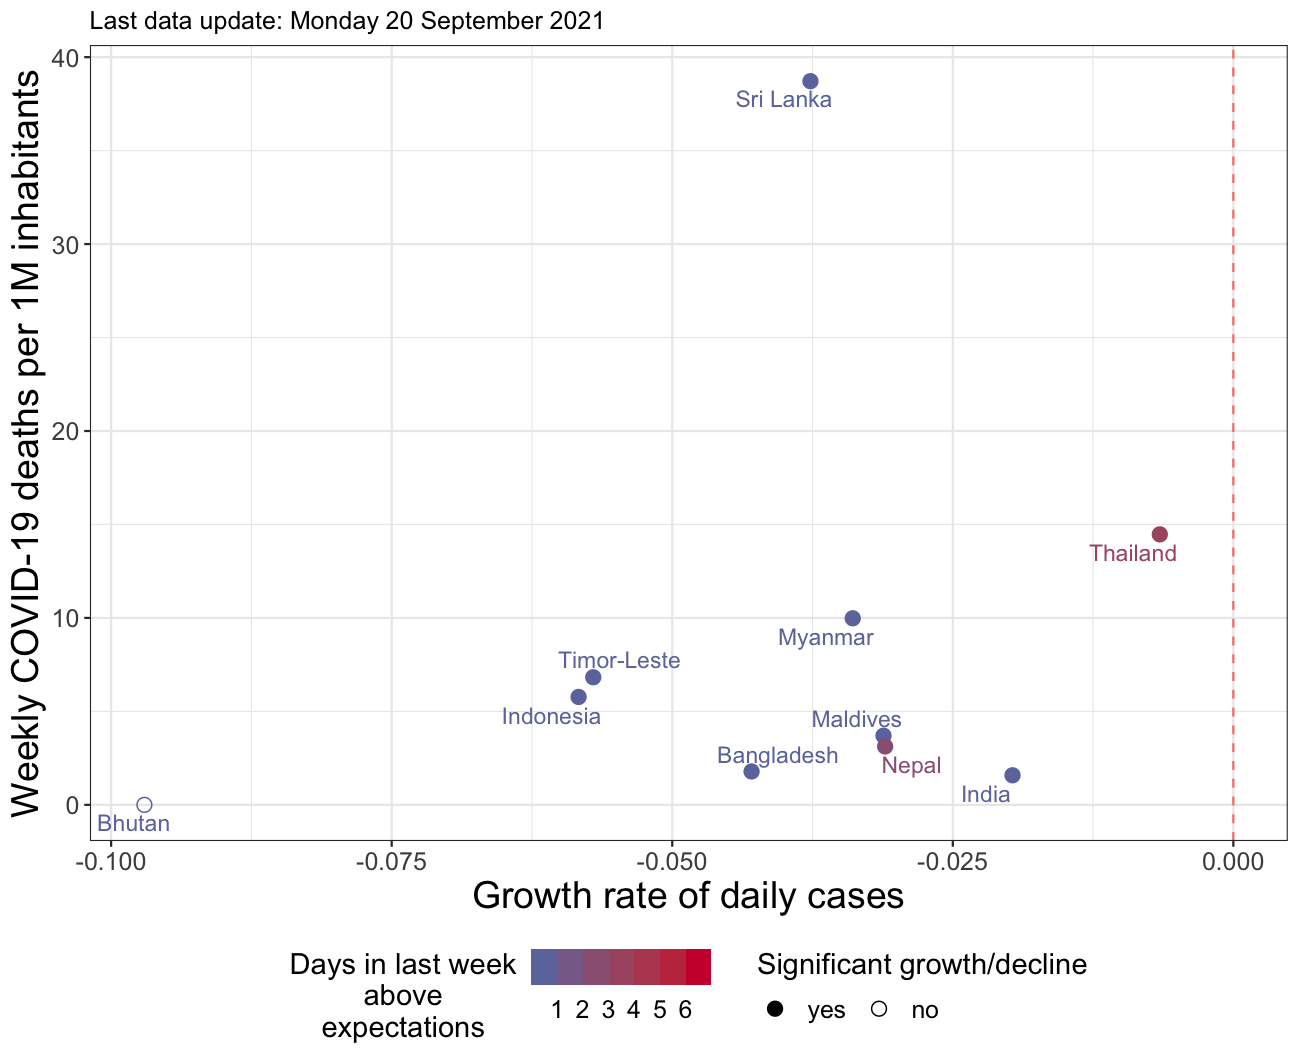 Last data update: Monday 20 September 2021
Weekly COVID-19 deaths per 1M inhabitants
40
30
20
10
0
Sri Lanka
Thailand
Myanmar
Timor-Leste
Indonesia
Maldives
Bangladesh
Nepal
India
Bhutan
-0.100 -0.075 -0.050 -0.025 0.000
Growth rate of daily cases
Days in last week
above
expectations
1 2 3 4 5 6
Significant growth/decline
yes no